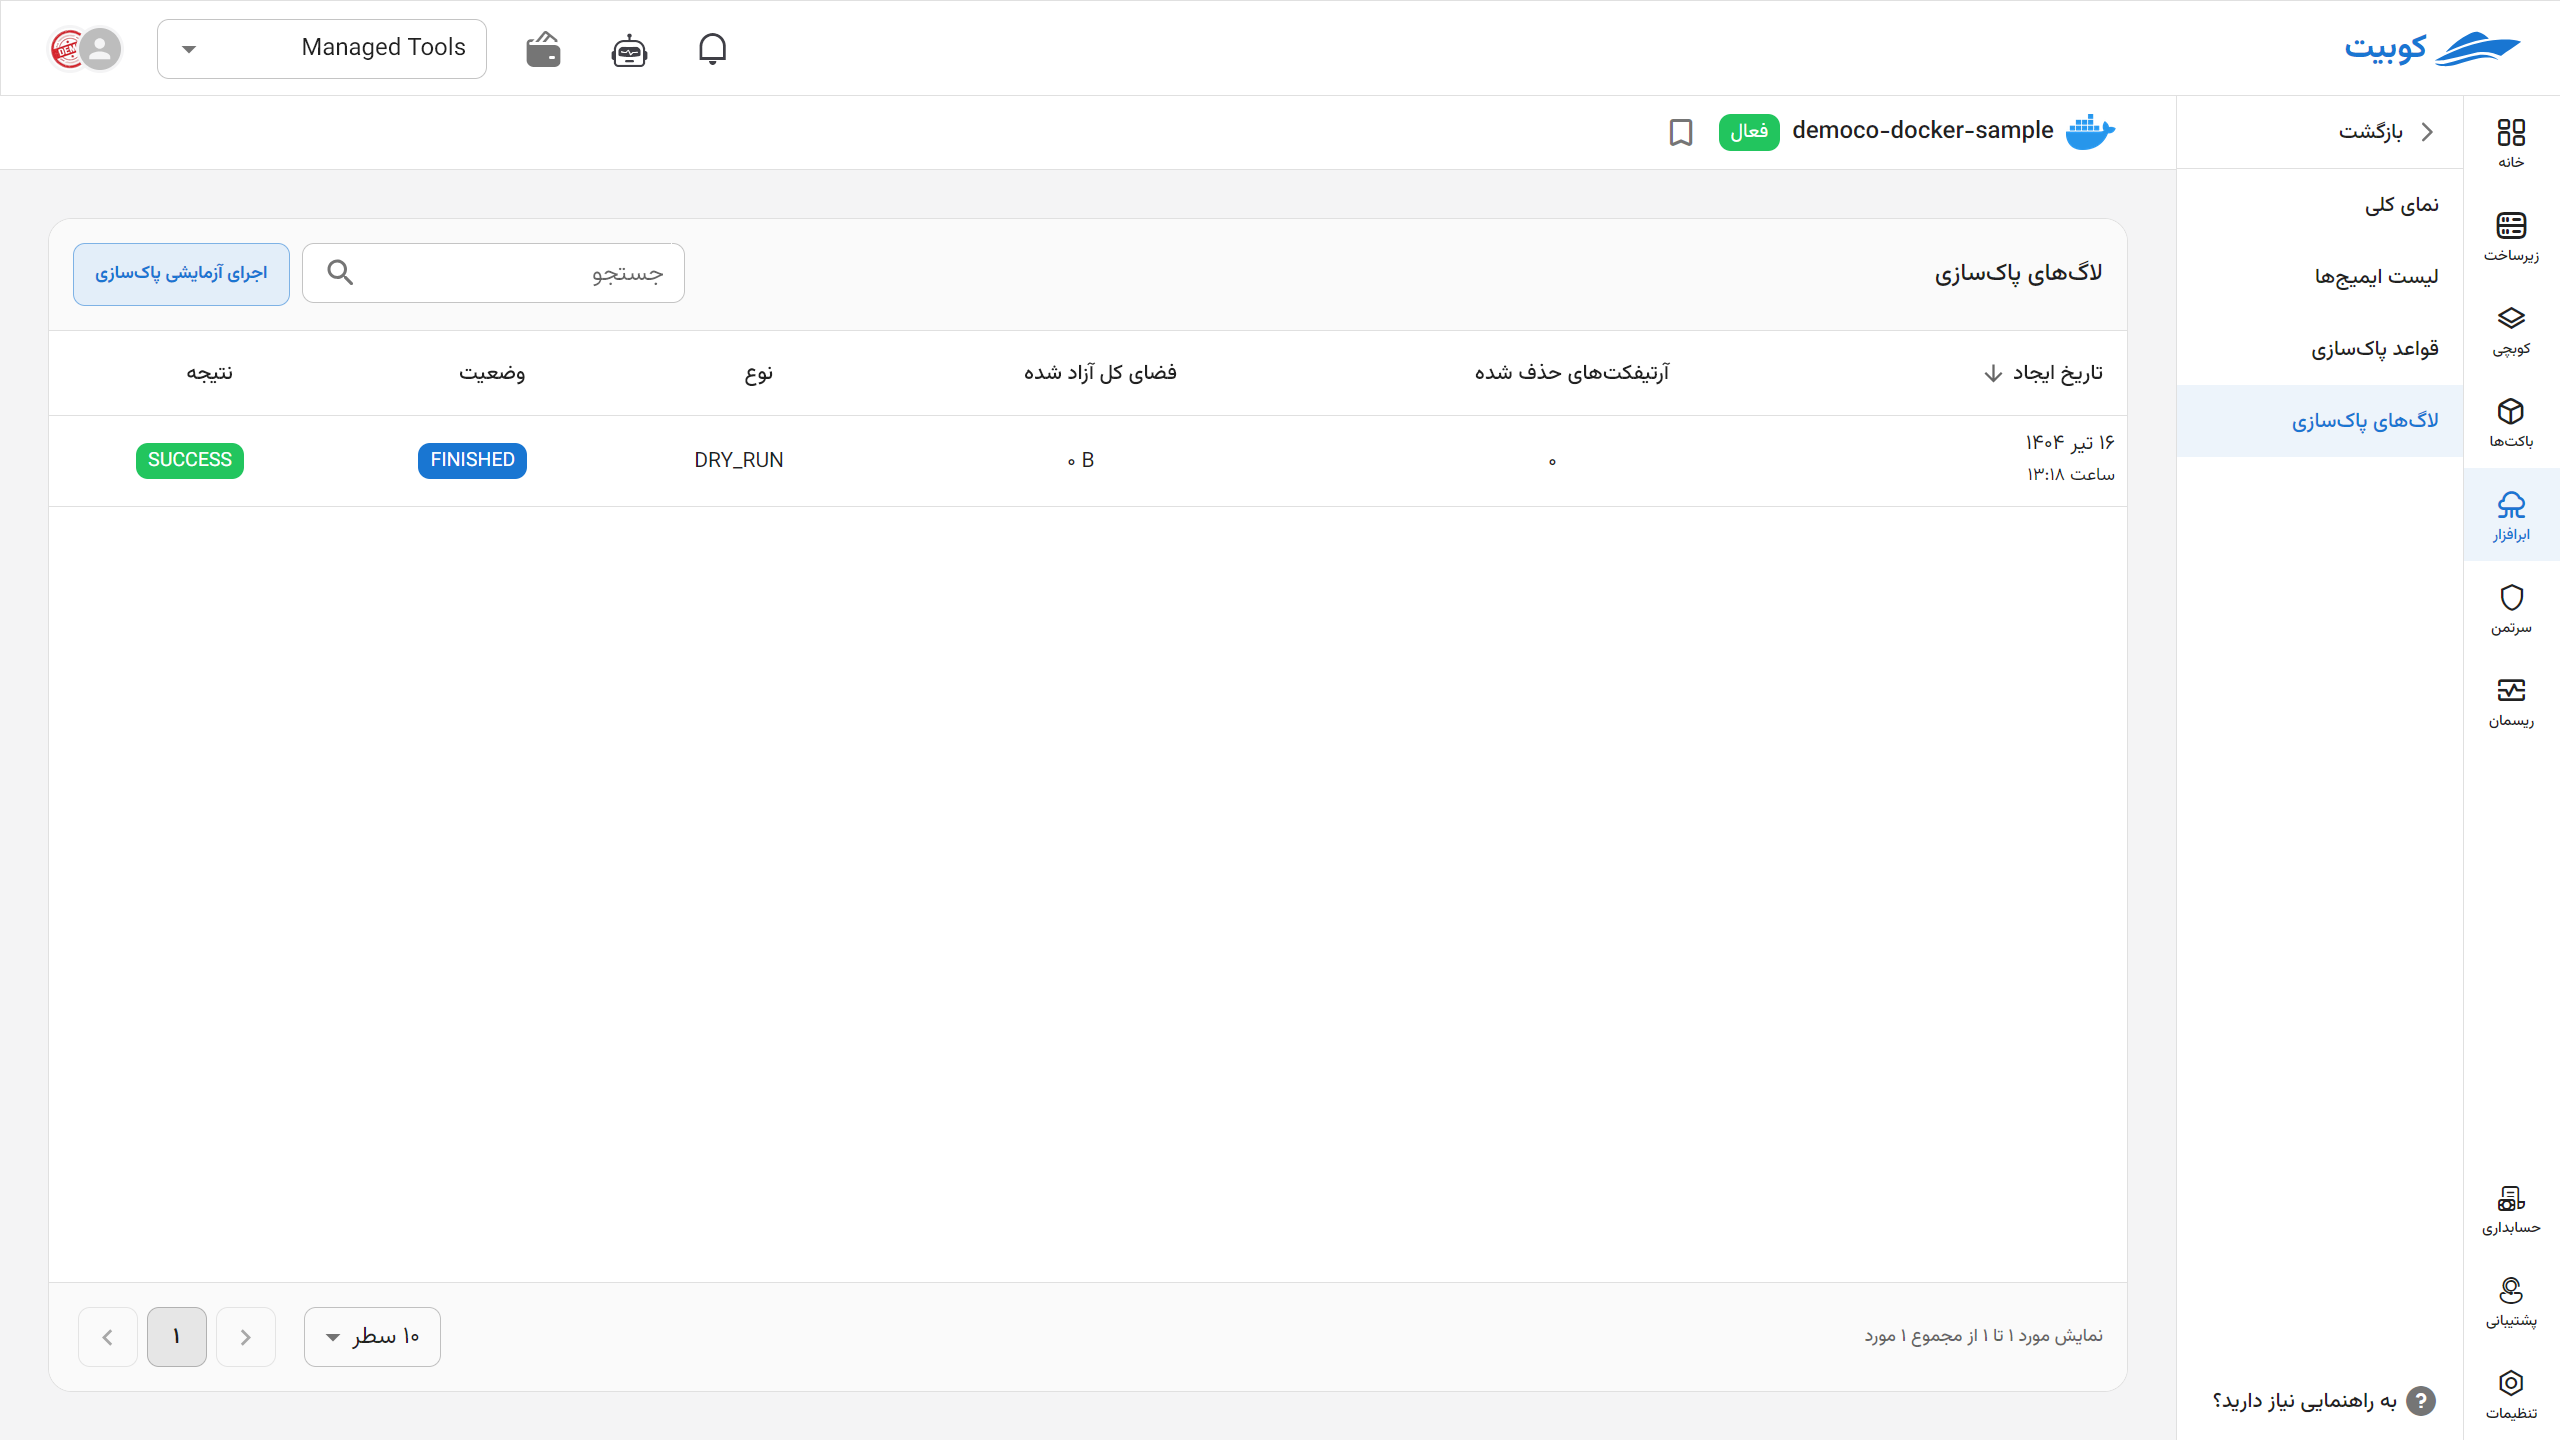 کوبیت
Managed Tools
DEM
خانه
زیرساخت
کوبچی
باکت‌ها
ابرافزار
سرتمن
ریسمان
حسابداری
پشتیبانی
تنظیمات
بازگشت
نمای کلی
لیست ایمیج‌ها
قواعد پاک‌سازی
لاگ‌های پاک‌سازی
به راهنمایی نیاز دارید؟
democo-docker-sample
فعال
لاگ‌های پاک‌سازی
جستجو
اجرای آزمایشی پاک‌سازی
تاریخ ایجاد
آرتیفکت‌های حذف شده
فضای کل آزاد شده
نوع
وضعیت
نتیجه
۱۶ تیر ۱۴۰۴
ساعت ۱۳:۱۸
۰
۰ B
DRY_RUN
FINISHED
SUCCESS
نمایش مورد ۱ تا ۱ از مجموع ۱ مورد
۱۰ سطر
۱